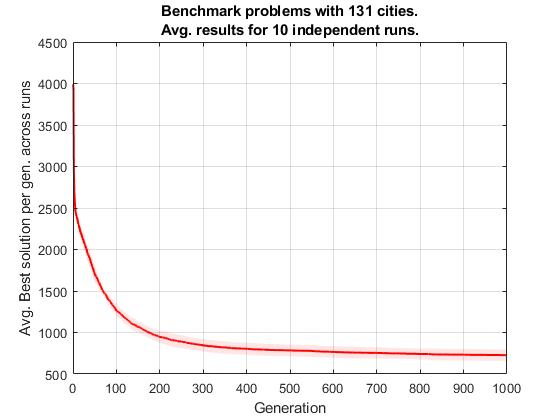 Benchmark problems with 131 cities.
Avg. results for 10 independent runs.
Avg. Best solution per gen. across runs
4500
4000
3500
3000
2500
2000
1500
1000
500
0 100 200 300 400 500 600 700 800 900 1000
Generation